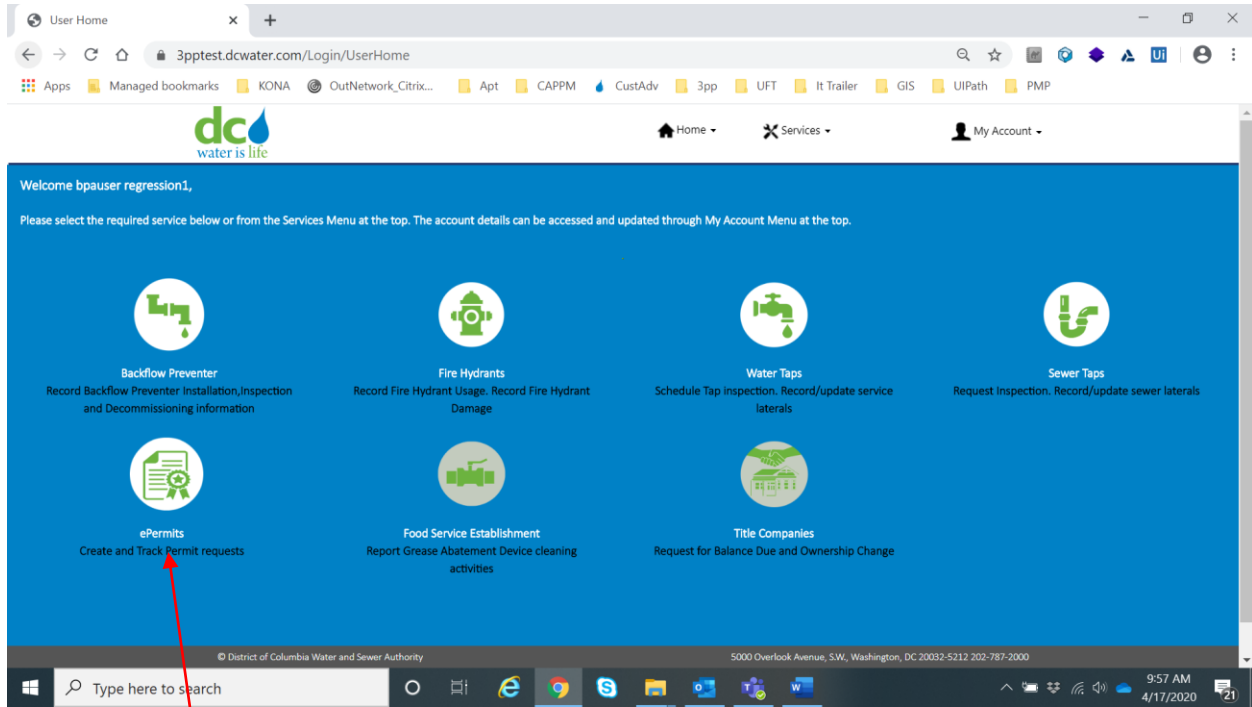 User Home
3pptest.dcwater.com/Login/UserHome
Apps Managed bookmarks KONA OutNetwork_Citrix... Apt CAPPM CustAdv 3pp UFT It Trailer GIS UIPath PMP
dc
water is life
Home Services My Account
Welcome bpauser regression1,
Please select the required service below or from the Services Menu at the top. The account details can be accessed and updated through My Account Menu at the top.
Backflow Preventer
Record Backflow Preventer Installation,Inspection
and Decommissioning information
Fire Hydrants
Record Fire Hydrant Usage. Record Fire Hydrant
Damage
Water Taps
Schedule Tap inspection. Record/update service
laterals
Sewer Taps
Request Inspection. Record/update sewer laterals
ePermits
Create and Track Permit requests
Food Service Establishment
Report Grease Abatement Device cleaning
activities
Title Companies
Request for Balance Due and Ownership Change
© District of Columbia Water and Sewer Authority 5000 Overlook Avenue, S.W., Washington, DC 20032-5212 202-787-2000
Type here to search
9:57 AM
4/17/2020
21